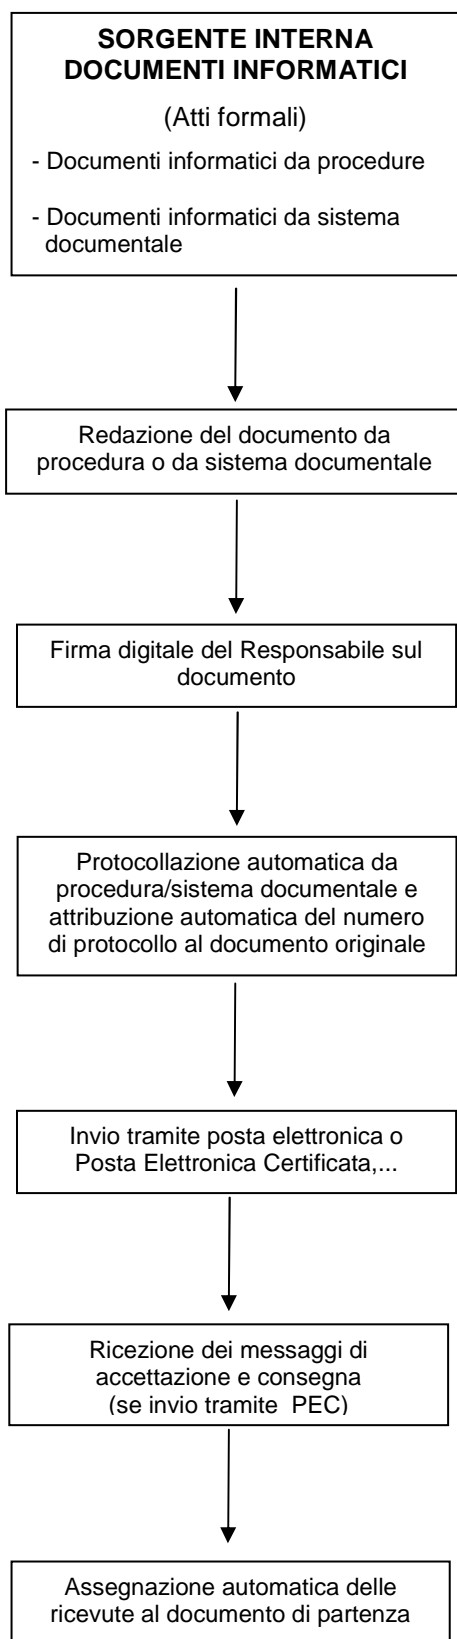 SORGENTE INTERNA
DOCUMENTI INFORMATICI
(Atti formali)
- Documenti informatici da procedure
- Documenti informatici da sistema
documentale
Redazione del documento da
procedura o da sistema documentale
Firma digitale del Responsabile sul
documento
Protocollazione automatica da
procedura/sistema documentale e
attribuzione automatica del numero
di protocollo al documento originale
Invio tramite posta elettronica o
Posta Elettronica Certificata,...
Ricezione dei messaggi di
accettazione e consegna
(se invio tramite PEC)
Assegnazione automatica delle
ricevute al documento di partenza